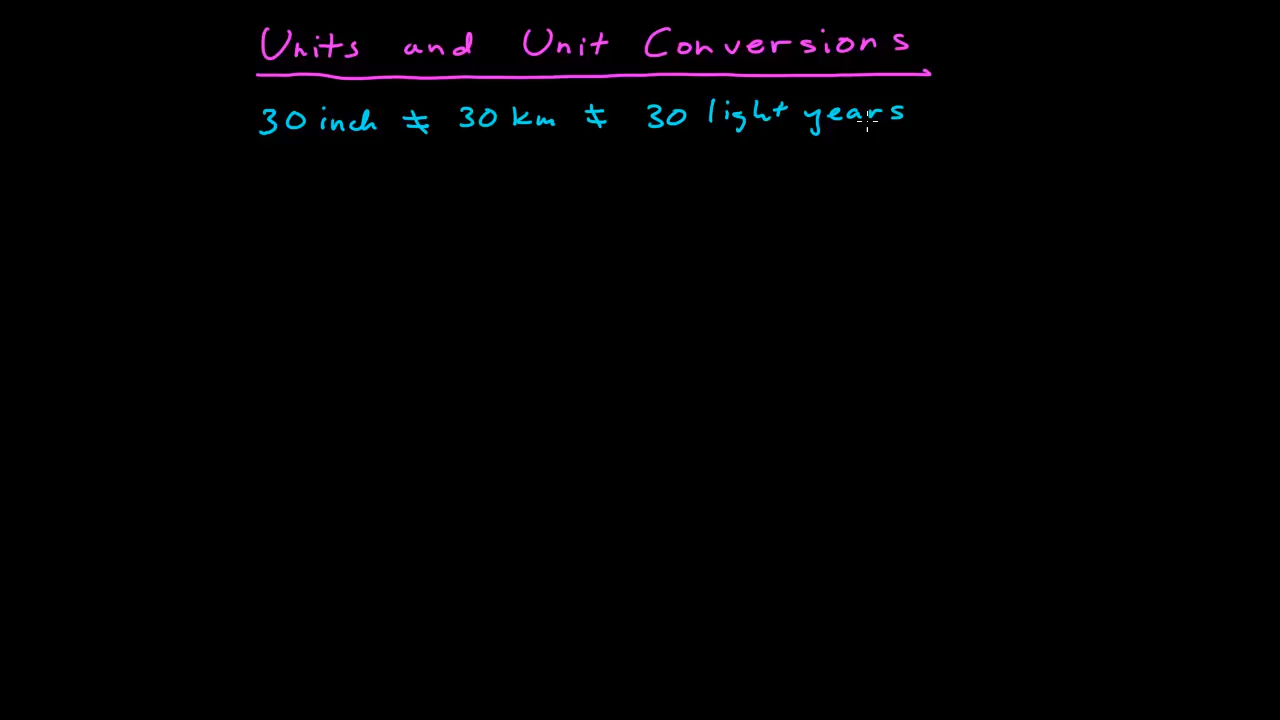 Units and Unit Conversions
30 inch ≠ 30 km ≠ 30 light years